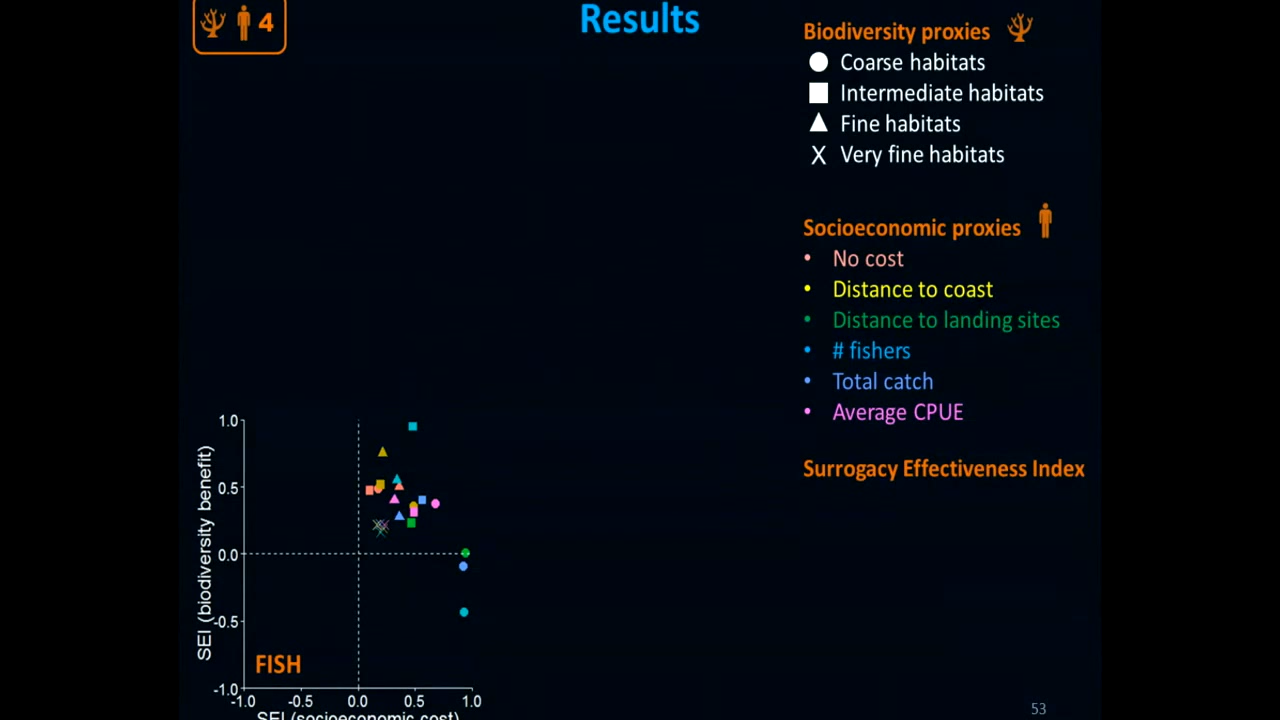 4
Results
Biodiversity proxies
Coarse habitats
Intermediate habitats
Fine habitats
X Very fine habitats
Socioeconomic proxies
• No cost
• Distance to coast
• Distance to landing sites
• # fishers
• Total catch
• Average CPUE
Surrogacy Effectiveness Index
SEI (biodiversity benefit)
1.0
0.5
0.0
-0.5
-1.0
FISH
-1.0 -0.5 0.0 0.5 1.0
SEI (socioeconomic cost)
53